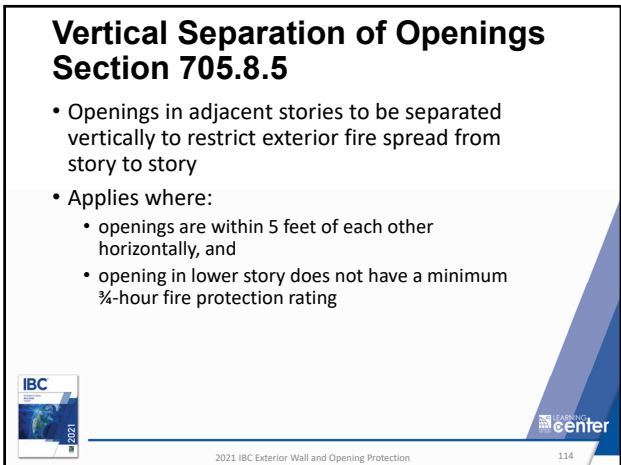 Vertical Separation of Openings
Section 705.8.5
• Openings in adjacent stories to be separated
vertically to restrict exterior fire spread from
story to story
• Applies where:
• openings are within 5 feet of each other
horizontally, and
• opening in lower story does not have a minimum
¾-hour fire protection rating
IBC
2021
LEARNING
center
2021 IBC Exterior Wall and Opening Protection
114